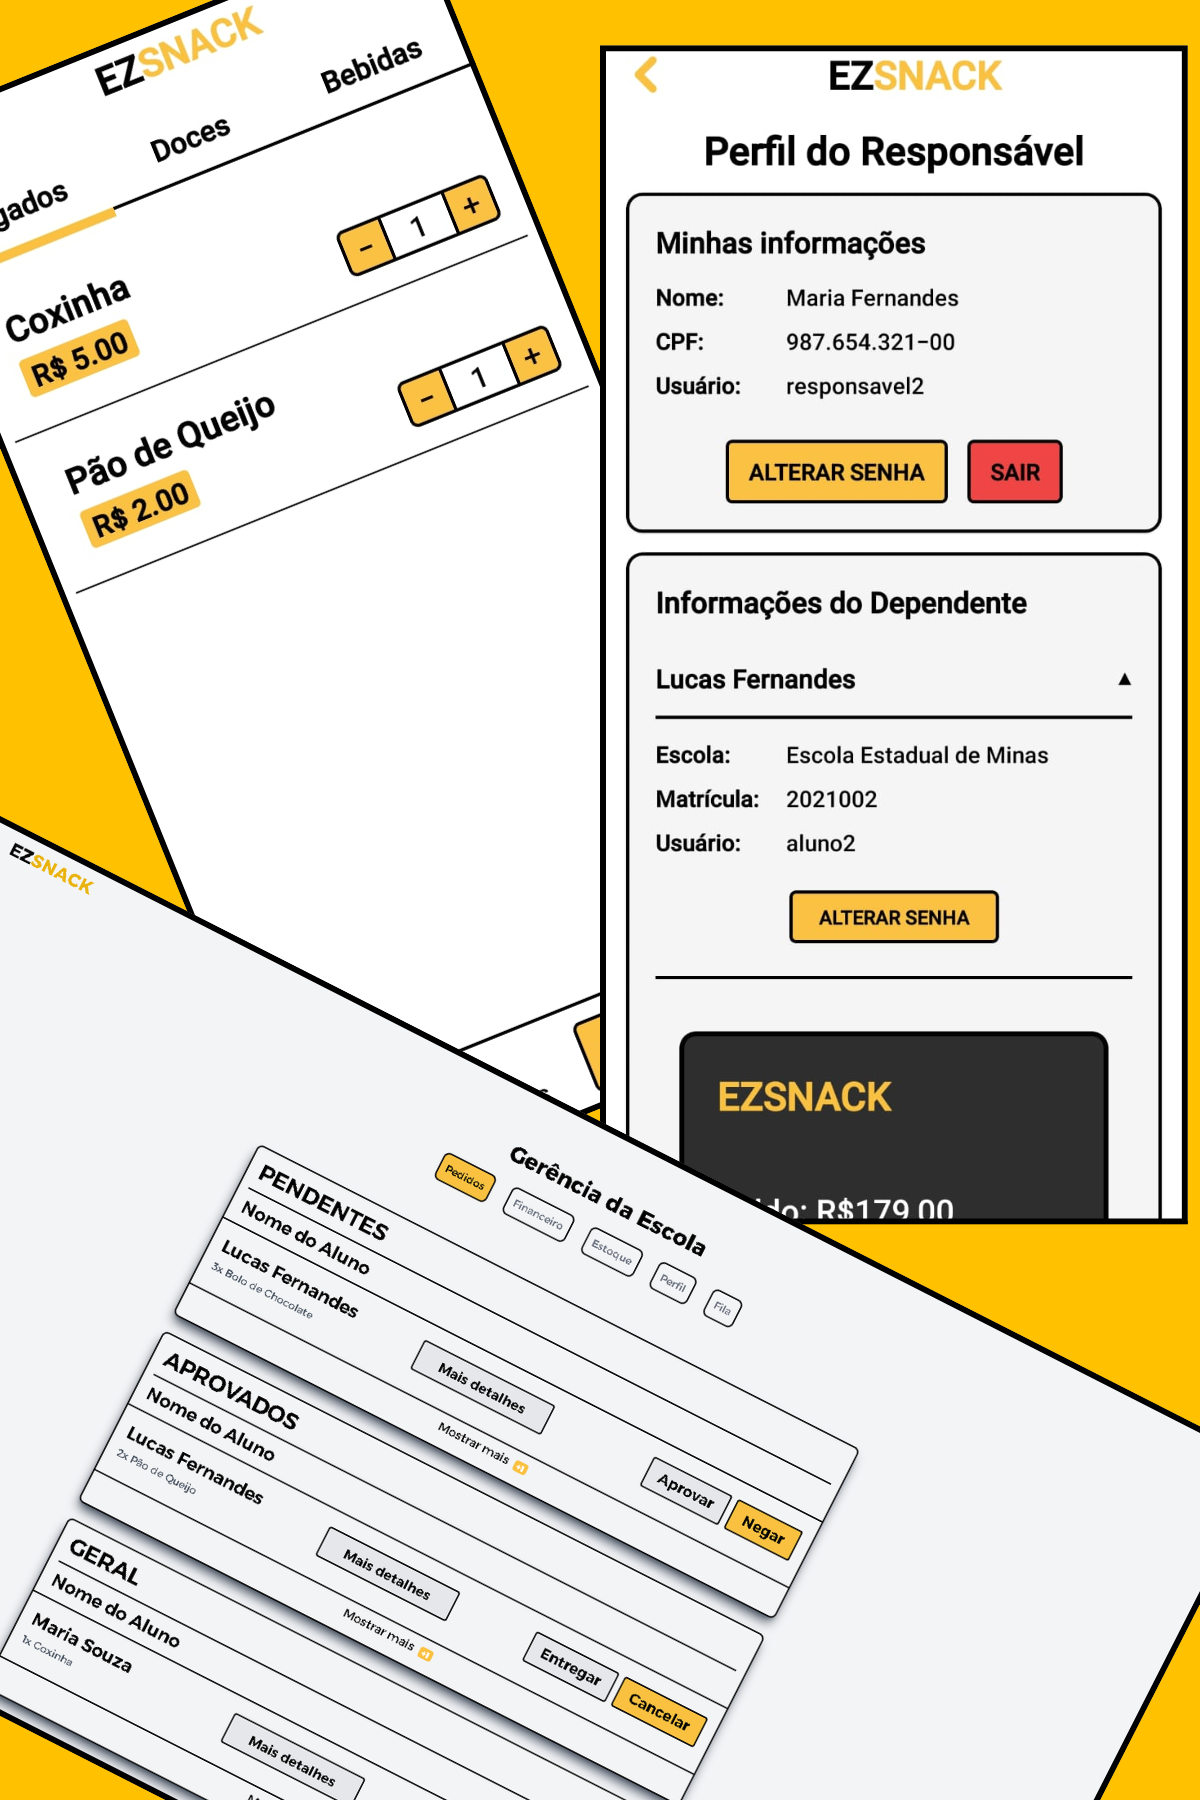 EZSNACK
gados
Doces
Bebidas
Coxinha
R$ 5.00
-
1
+
Pão de Queijo
R$ 2.00
-
1
+
EZSNACK
Perfil do Responsável
Minhas informações
Nome: Maria Fernandes
CPF: 987.654.321-00
Usuário: responsavel2
ALTERAR SENHA
SAIR
Informações do Dependente
Lucas Fernandes ▲
Escola: Escola Estadual de Minas
Matrícula: 2021002
Usuário: aluno2
ALTERAR SENHA
EZSNACK
do: R$179.00
EZSNACK
Gerência da Escola
Pedidos
Financeiro
Estoque
Perfil
Fila
PENDENTES
Nome do Aluno
Lucas Fernandes
3x Bolo de Chocolate
Mais detalhes
Aprovar
Negar
Mostrar mais +1
APROVADOS
Nome do Aluno
Lucas Fernandes
2x Pão de Queijo
Mais detalhes
Entregar
Cancelar
Mostrar mais +1
GERAL
Nome do Aluno
Maria Souza
1x Coxinha
Mais detalhes